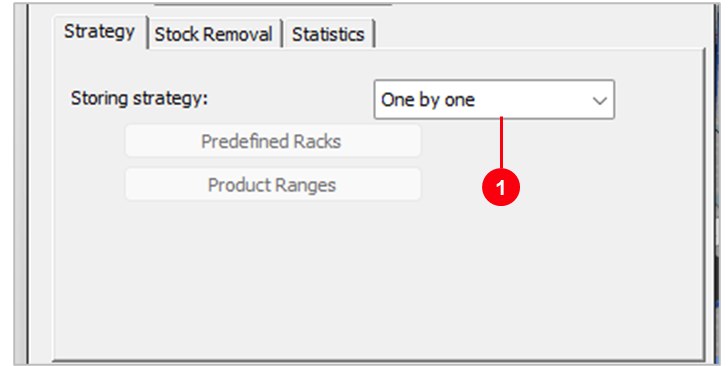 Strategy Stock Removal Statistics
Storing strategy: One by one
Predefined Racks
Product Ranges
1